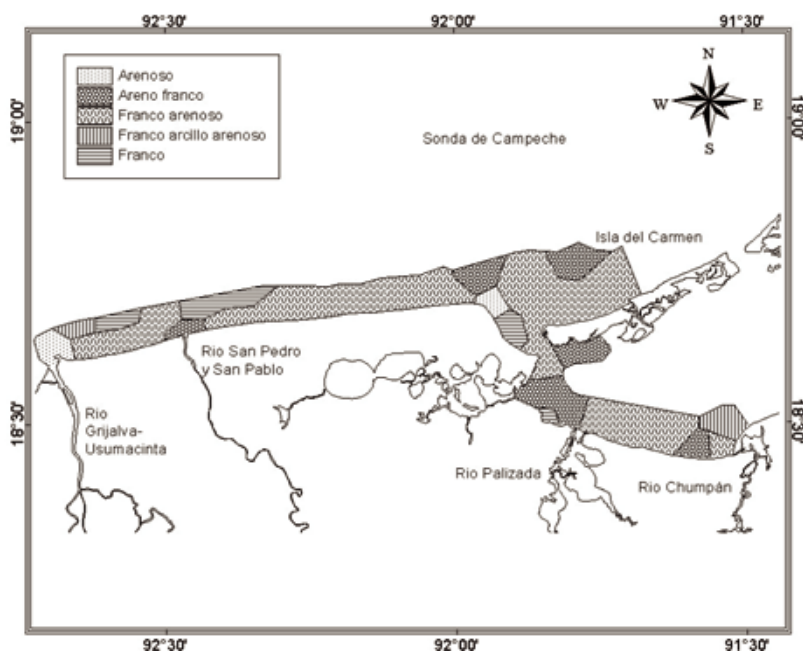 92°30' 92°00' 91°30'
Arenoso
Areno franco
Franco arenoso
Franco arcillo arenoso
Franco
N
W E
S
19°00' 19°00'
Sonda de Campeche
Isla del Carmen
Rio San Pedro
y San Pablo
Rio
Grijalva-
Usumacinta
18°30' 18°30'
Rio Palizada
Rio Chumpán
92°30' 92°00' 91°30'